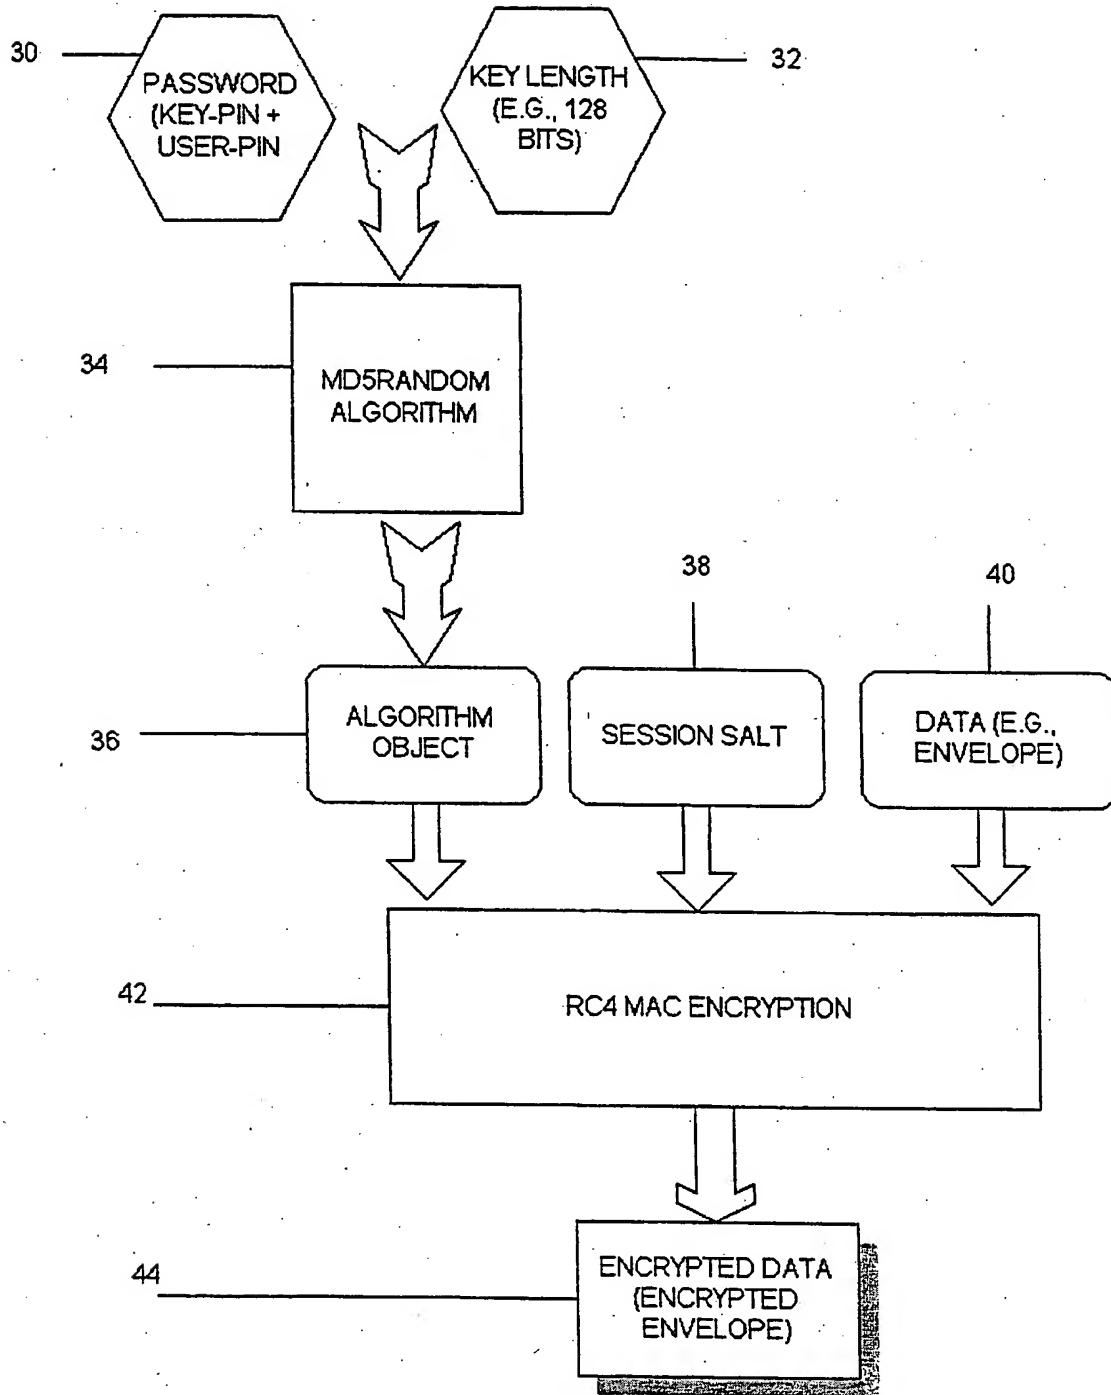 30
PASSWORD
(KEY-PIN +
USER-PIN
KEY LENGTH
(E.G., 128
BITS)
32
34
MD5RANDOM
ALGORITHM
38
40
36
ALGORITHM
OBJECT
SESSION SALT
DATA (E.G.,
ENVELOPE)
42
RC4 MAC ENCRYPTION
44
ENCRYPTED DATA
(ENCRYPTED
ENVELOPE)